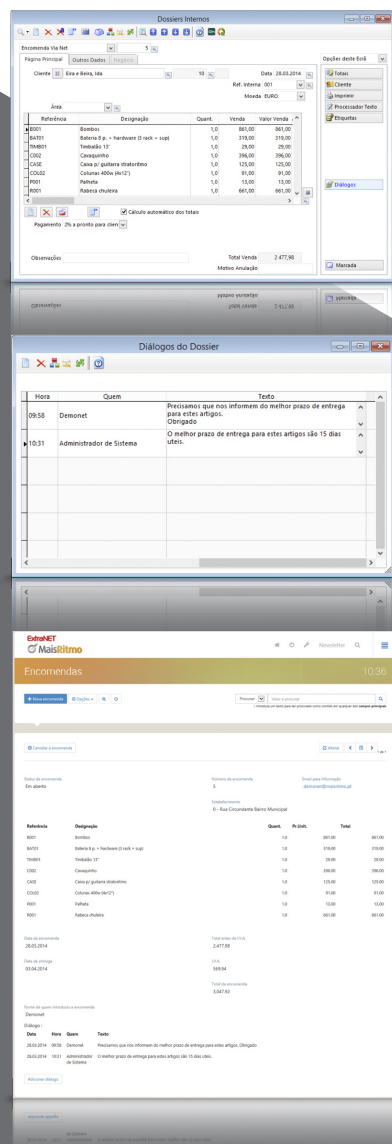 Dossiers Internos
Encomenda Via Net 5
Página Principal Outros Dados Negócio
Opções deste Ecrã
Cliente Eira e Beira, lda 10 Data 28.03.2014
Ref. Interna 001
Moeda EURO
Totais
Cliente
Imprimir
Processador Texto
Etiquetas
Diálogos
Marcada
Área
Referência Designação Quant. Venda Valor Venda
B001 Bombos 1,0 861,00 861,00
BAT01 Bateria 8 p. + hardware (3 rack + sup) 1,0 319,00 319,00
TIMB01 Timbalão 13" 1,0 29,00 29,00
C002 Cavaquinho 1,0 396,00 396,00
CASE Caixa p/ guitarra stratoritmo 1,0 125,00 125,00
COL02 Colunas 400w (4x12") 1,0 91,00 91,00
P001 Palheta 1,0 13,00 13,00
R001 Rabeca chuleira 1,0 661,00 661,00
Cálculo automático dos totais
Pagamento 2% a pronto para clien
Observações Total Venda 2 477,98
Motivo Anulação
Diálogos do Dossier
Hora Quem Texto
09:58 Demonet Precisamos que nos informem do melhor prazo de entrega
para estes artigos.
Obrigado
10:31 Administrador de Sistema O melhor prazo de entrega para estes artigos são 15 dias
uteis.
ExtraNET
MaisRitmo
Newsletter
Encomendas 10:36
+ Nova encomenda Opções Procurar Valor a procurar
Cancelar a encomenda Alterar 1 de 1
Status da encomenda Número da encomenda Email para informação
Em aberto 5 demonet@maisritmo.pt
Estabelecimento
0 - Rua Circundante Bairro Municipal
Referência Designação Quant. Pr.Unit. Total
B001 Bombos 1,0 861,00 861,00
BAT01 Bateria 8 p. + hardware (3 rack + sup) 1,0 319,00 319,00
TIMB01 Timbalão 13" 1,0 29,00 29,00
C002 Cavaquinho 1,0 396,00 396,00
CASE Caixa p/ guitarra stratoritmo 1,0 125,00 125,00
COL02 Colunas 400w (4x12") 1,0 91,00 91,00
P001 Palheta 1,0 13,00 13,00
R001 Rabeca chuleira 1,0 661,00 661,00
Data da encomenda Total antes de I.V.A.
28.03.2014 2.477,98
Data de entrega I.V.A.
03.04.2014 569,94
Total da encomenda
3.047,92
Nome de quem introduziu a encomenda
Demonet
Diálogo :
Data Hora Quem Texto
28.03.2014 09:58 Demonet Precisamos que nos informem do melhor prazo de entrega para estes artigos. Obrigado
28.03.2014 10:31 Administrador de Sistema O melhor prazo de entrega para estes artigos são 15 dias uteis.
Adicionar diálogo